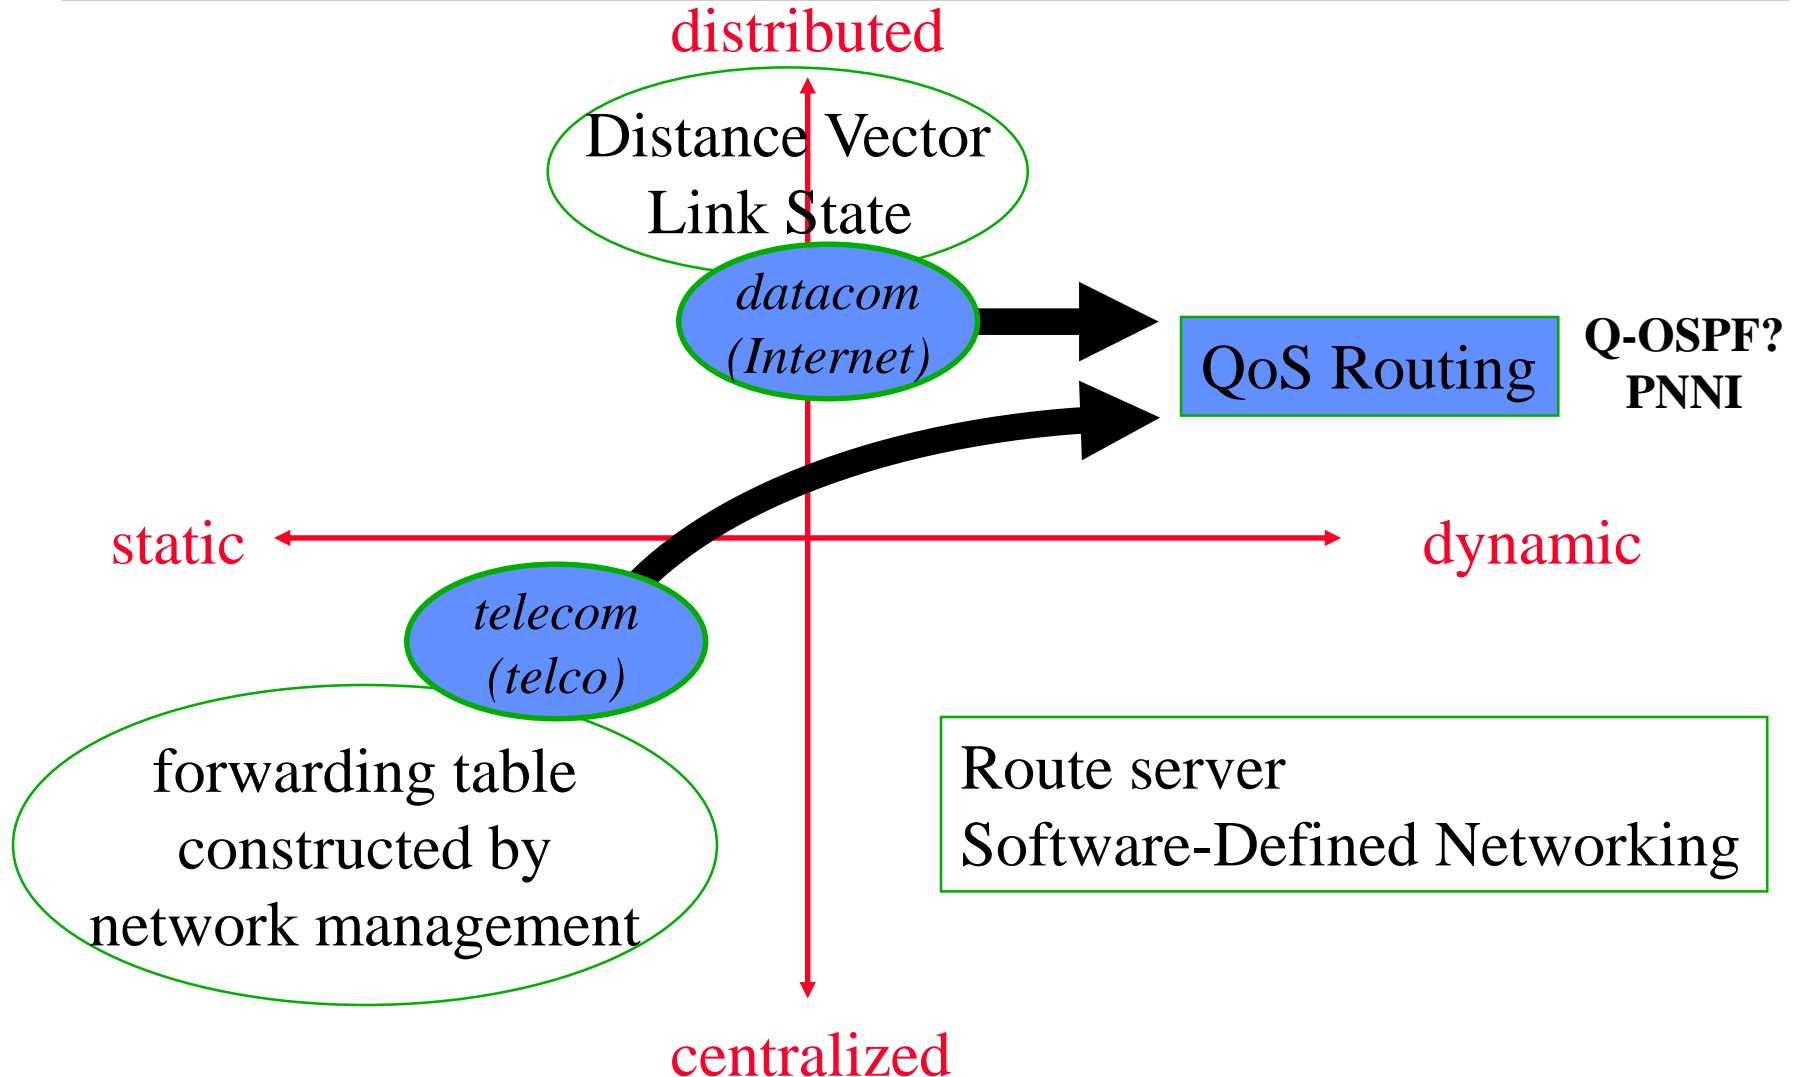 distributed
Distance Vector
Link State
datacom
(Internet)
QoS Routing
Q-OSPF?
PNNI
static
dynamic
telecom
(telco)
forwarding table
constructed by
network management
Route server
Software-Defined Networking
centralized